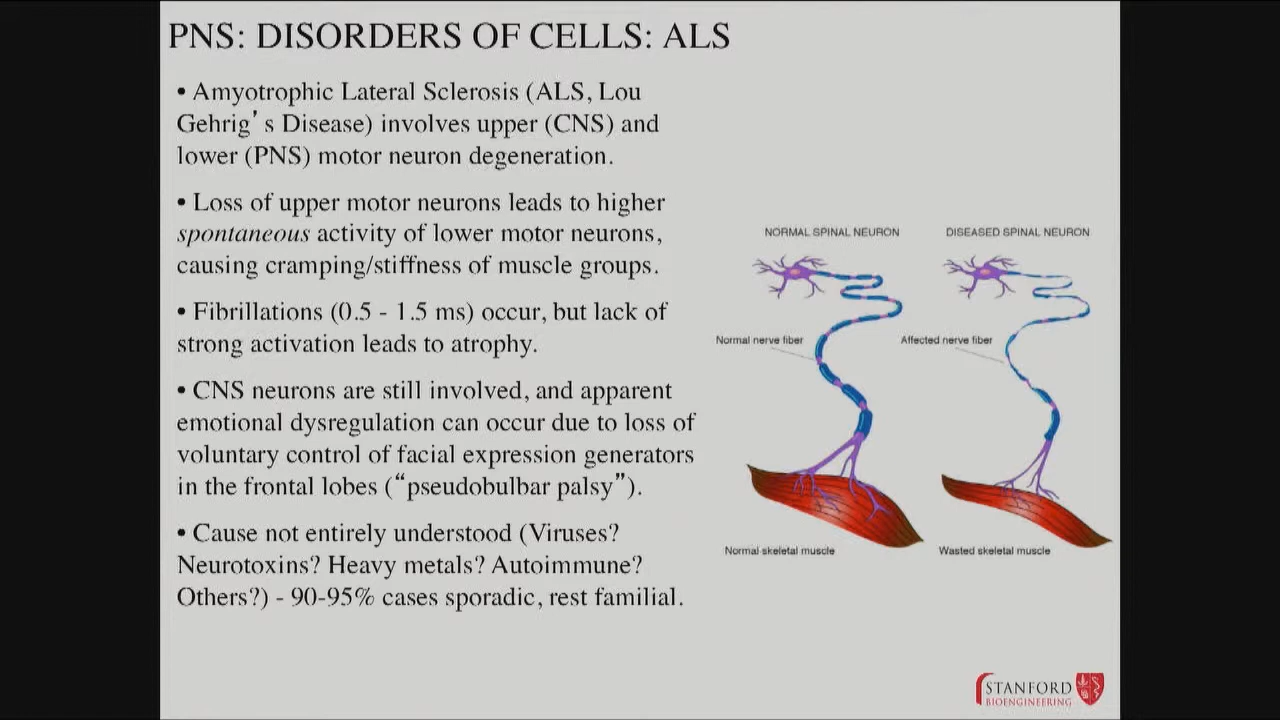 PNS: DISORDERS OF CELLS: ALS
• Amyotrophic Lateral Sclerosis (ALS, Lou
Gehrig’s Disease) involves upper (CNS) and
lower (PNS) motor neuron degeneration.
• Loss of upper motor neurons leads to higher
spontaneous activity of lower motor neurons,
causing cramping/stiffness of muscle groups.
• Fibrillations (0.5 - 1.5 ms) occur, but lack of
strong activation leads to atrophy.
• CNS neurons are still involved, and apparent
emotional dysregulation can occur due to loss of
voluntary control of facial expression generators
in the frontal lobes (“pseudobulbar palsy”).
• Cause not entirely understood (Viruses?
Neurotoxins? Heavy metals? Autoimmune?
Others?) - 90-95% cases sporadic, rest familial.
NORMAL SPINAL NEURON
DISEASED SPINAL NEURON
Normal nerve fiber
Affected nerve fiber
Normal skeletal muscle
Wasted skeletal muscle
STANFORD
BIOENGINEERING